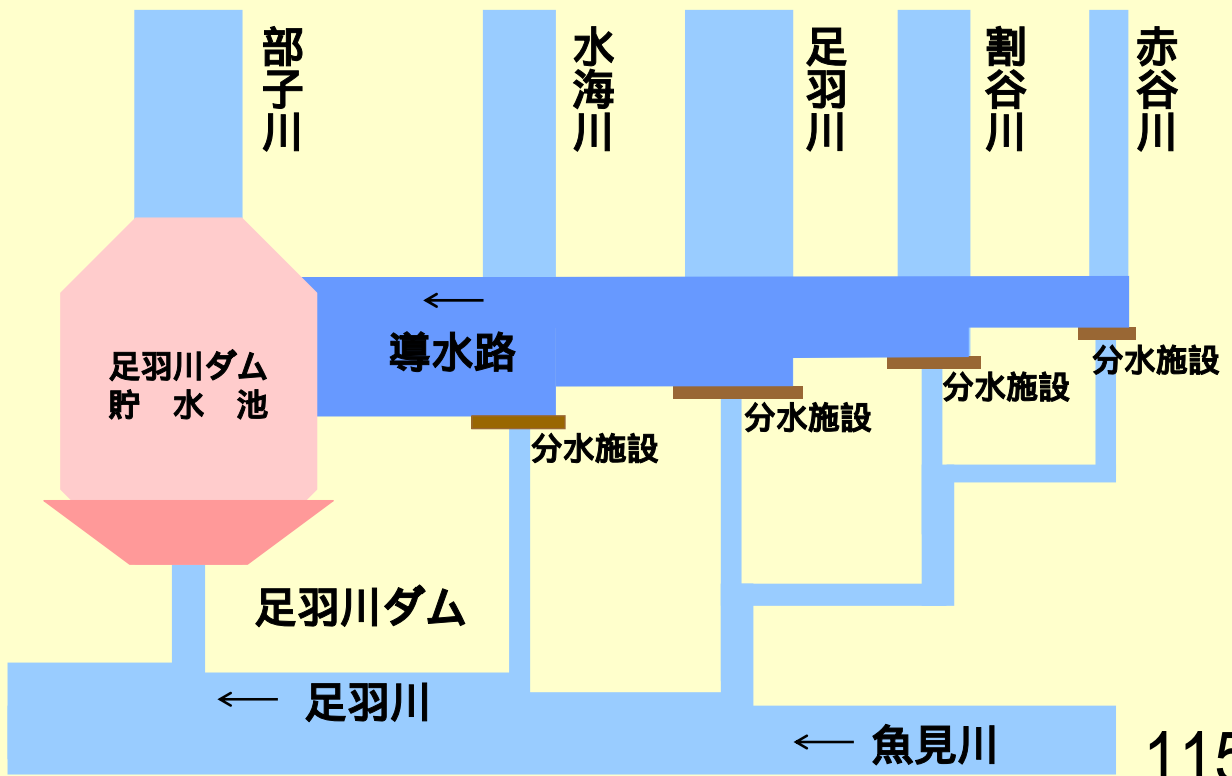 部子川
水海川
足羽川
割谷川
赤谷川
導水路
足羽川ダム
貯 水 池
分水施設
分水施設
分水施設
分水施設
足羽川ダム
足羽川
魚見川
115